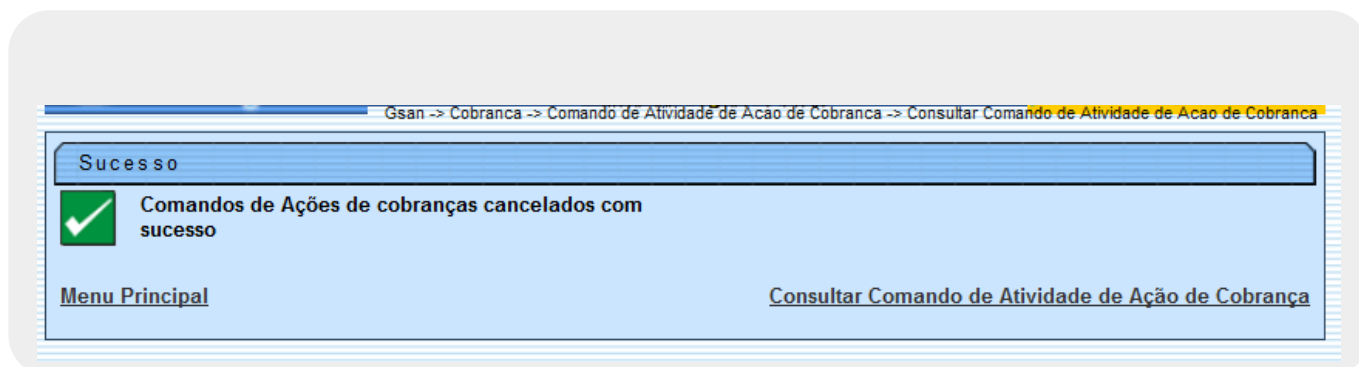 Gsan -> Cobranca -> Comando de Atividade de Acao de Cobranca -> Consultar Comando de Atividade de Acao de Cobranca
Sucesso
Comandos de Ações de cobranças cancelados com
sucesso
Menu Principal
Consultar Comando de Atividade de Ação de Cobrança